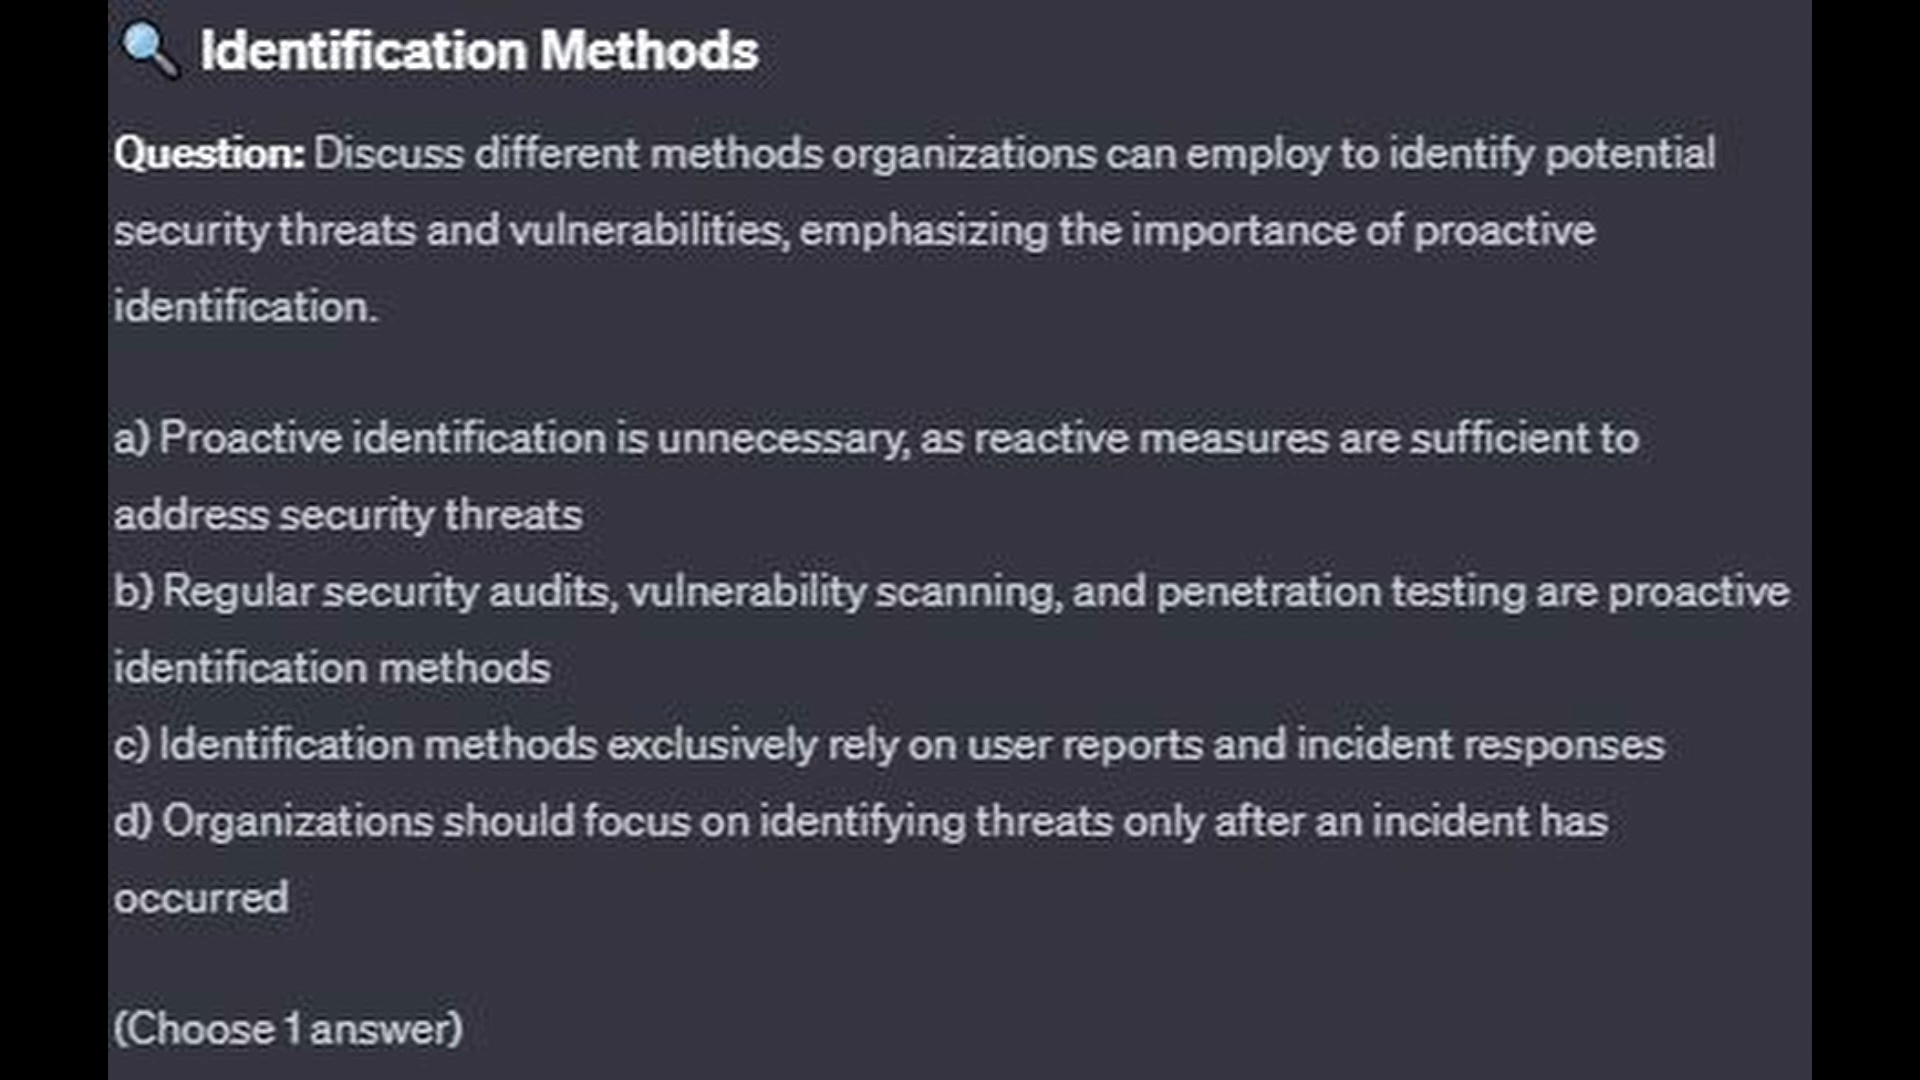 🔍 Identification Methods
Question: Discuss different methods organizations can employ to identify potential
security threats and vulnerabilities, emphasizing the importance of proactive
identification.
a) Proactive identification is unnecessary, as reactive measures are sufficient to
address security threats
b) Regular security audits, vulnerability scanning, and penetration testing are proactive
identification methods
c) Identification methods exclusively rely on user reports and incident responses
d) Organizations should focus on identifying threats only after an incident has
occurred
(Choose 1 answer)